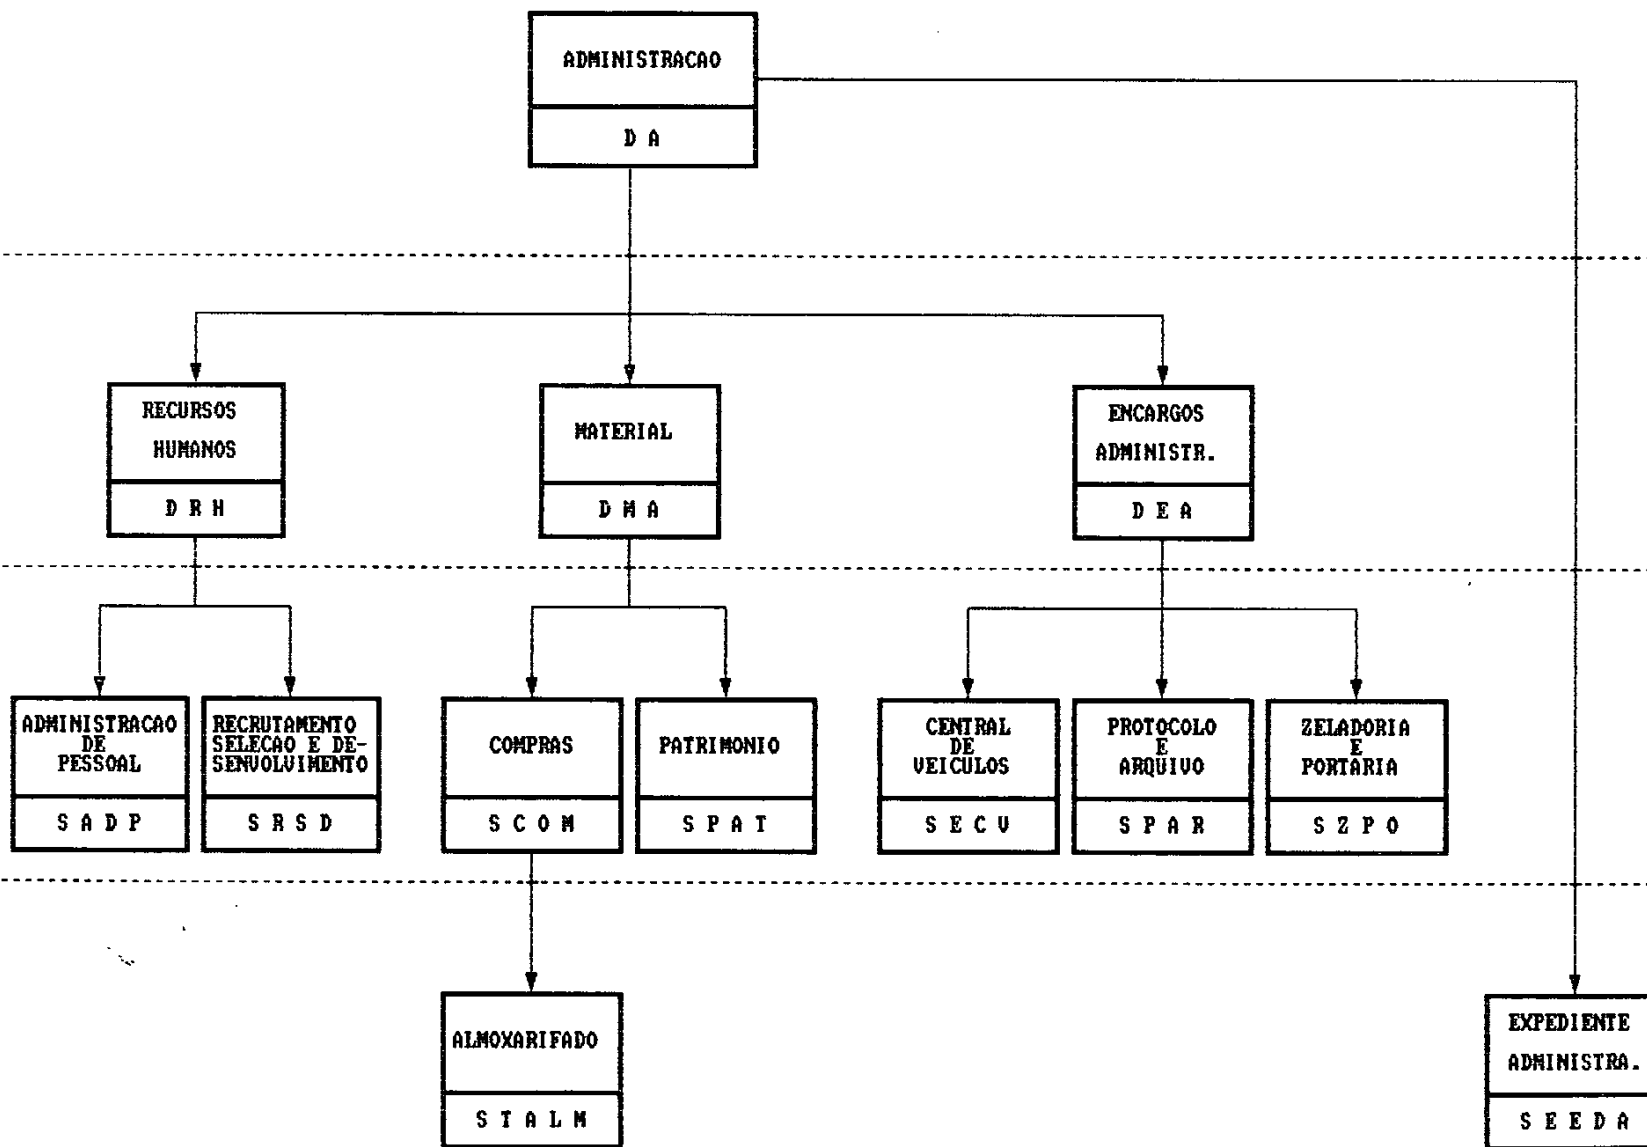 ADMINISTRACAO
D A
RECURSOS
HUMANOS
D R H
MATERIAL
D M A
ENCARGOS
ADMINISTR.
D E A
ADMINISTRACAO
DE
PESSOAL
S A D P
RECRUTAMENTO
SELECAO E DE-
SENVOLVIMENTO
S R S D
COMPRAS
S C O M
PATRIMONIO
S P A T
CENTRAL
DE
VEICULOS
S E C V
PROTOCOLO
E
ARQUIVO
S P A R
ZELADORIA
E
PORTARIA
S Z P O
ALMOXARIFADO
S T A L M
EXPEDIENTE
ADMINISTRA.
S E E D A